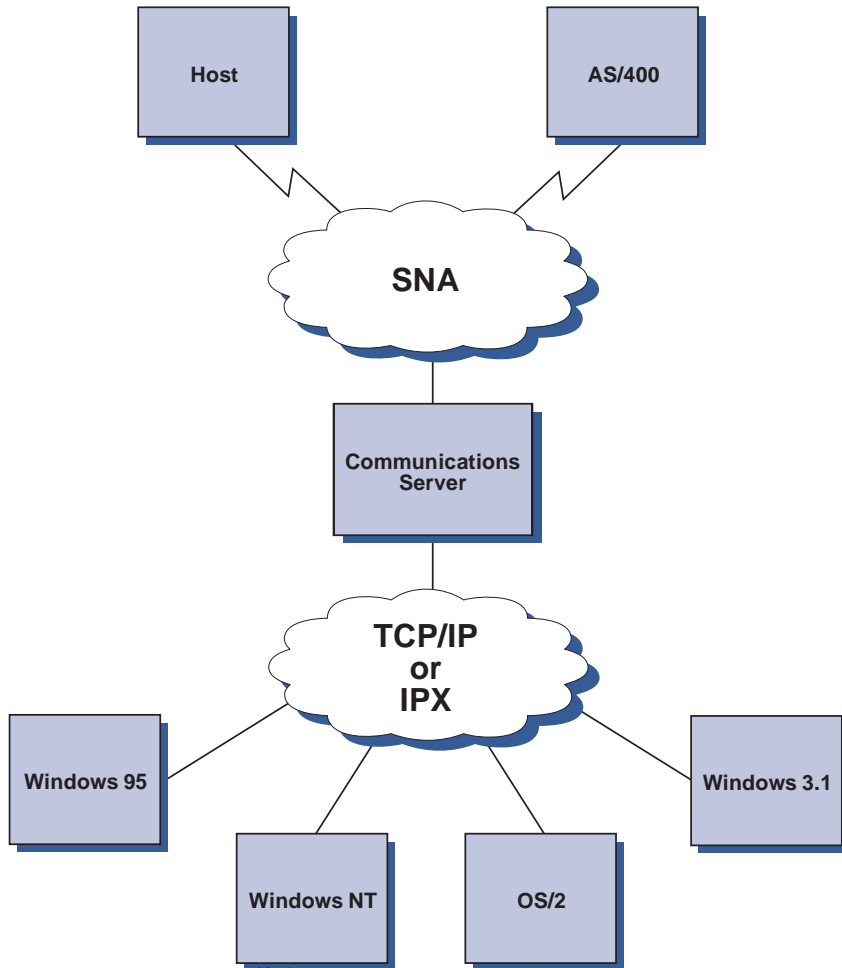 Host
AS/400
SNA
Communications
Server
TCP/IP
or
IPX
Windows 95
Windows 3.1
Windows NT
OS/2